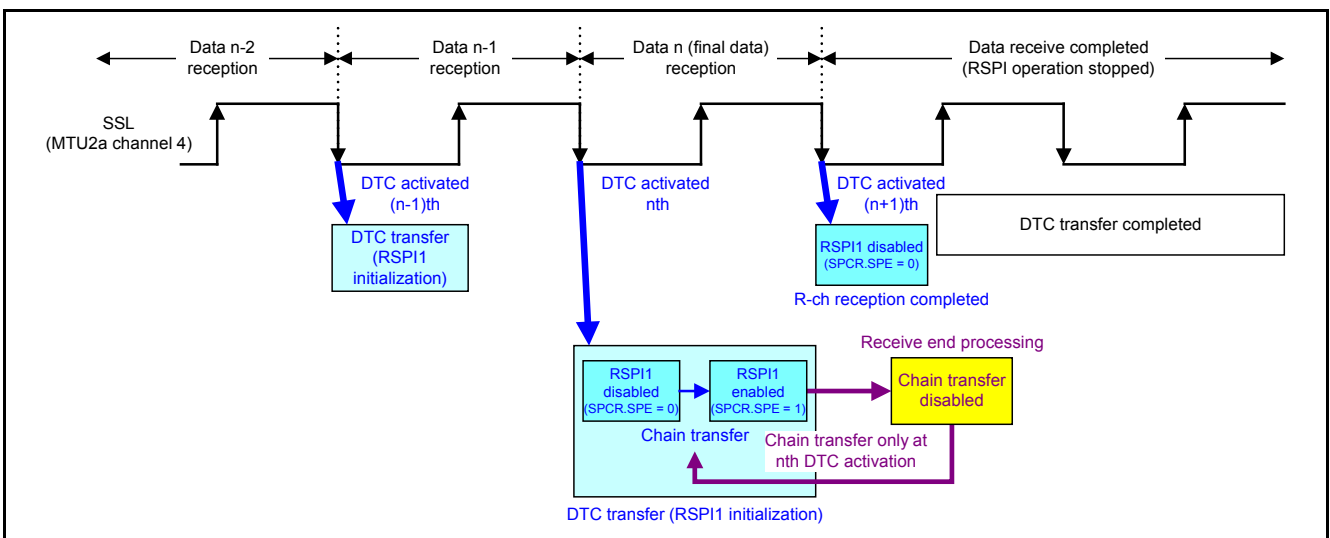 Data n-2
reception
Data n-1
reception
Data n (final data)
reception
Data receive completed
(RSPI operation stopped)
SSL
(MTU2a channel 4)
DTC activated
(n-1)th
DTC activated
nth
DTC activated
(n+1)th
DTC transfer
(RSPI1
initialization)
RSPI1 disabled
(SPCR.SPE = 0)
DTC transfer completed
R-ch reception completed
Receive end processing
RSPI1
disabled
(SPCR.SPE = 0)
RSPI1
enabled
(SPCR.SPE = 1)
Chain transfer
disabled
Chain transfer
Chain transfer only at
nth DTC activation
DTC transfer (RSPI1 initialization)